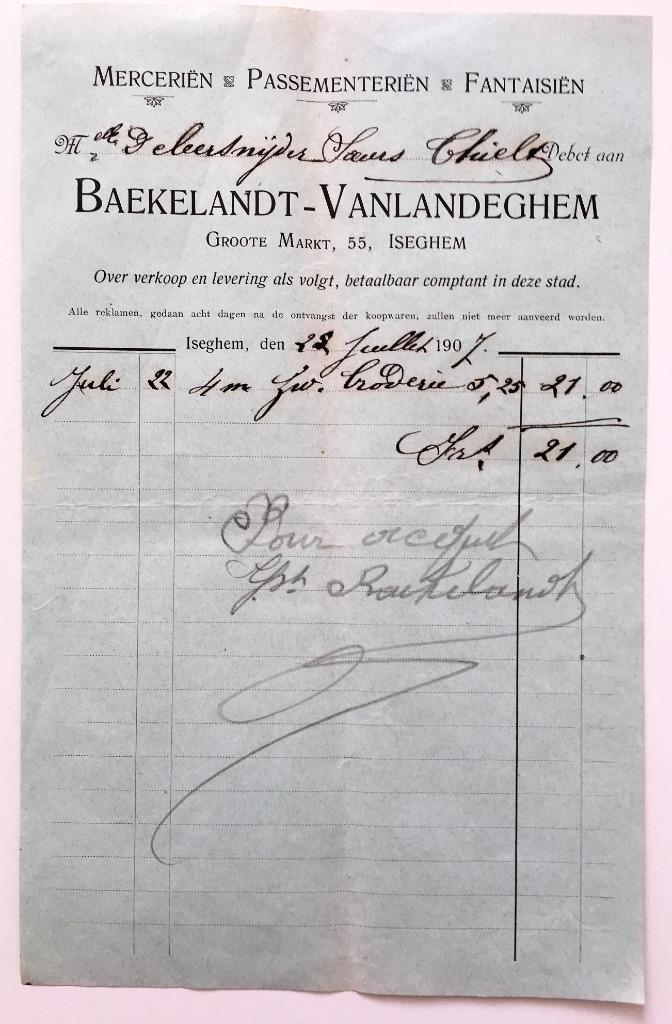 MERCERIËN PASSEMENTERIËN FANTAISIËN
M Deleersnijder Sœurs Thielt Debet aan
BAEKELANDT-VANLANDEGHEM
GROOTE MARKT, 55, ISEGHEM
Over verkoop en levering als volgt, betaalbaar comptant in deze stad.
Alle reklamen, gedaan acht dagen na de ontvangst der koopwaren, zullen niet meer aanveerd worden.
Iseghem, den 22 Juillet 1907.
Juli 22 4 m zw. broderie 5,25 21.00
21.00
Pour acquit
Baekelandt